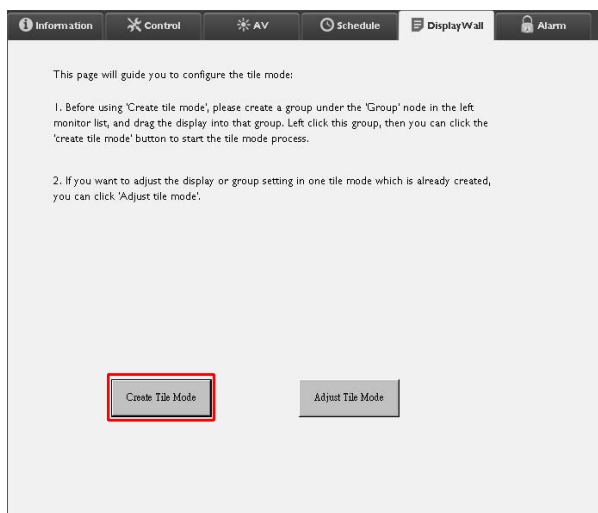 Information Control AV Schedule DisplayWall Alarm
This page will guide you to configure the tile mode:
1. Before using 'Create tile mode', please create a group under the 'Group' node in the left
monitor list, and drag the display into that group. Left click this group, then you can click the
'create tile mode' button to start the tile mode process.
2. If you want to adjust the display or group setting in one tile mode which is already created,
you can click 'Adjust tile mode'.
Create Tile Mode Adjust Tile Mode